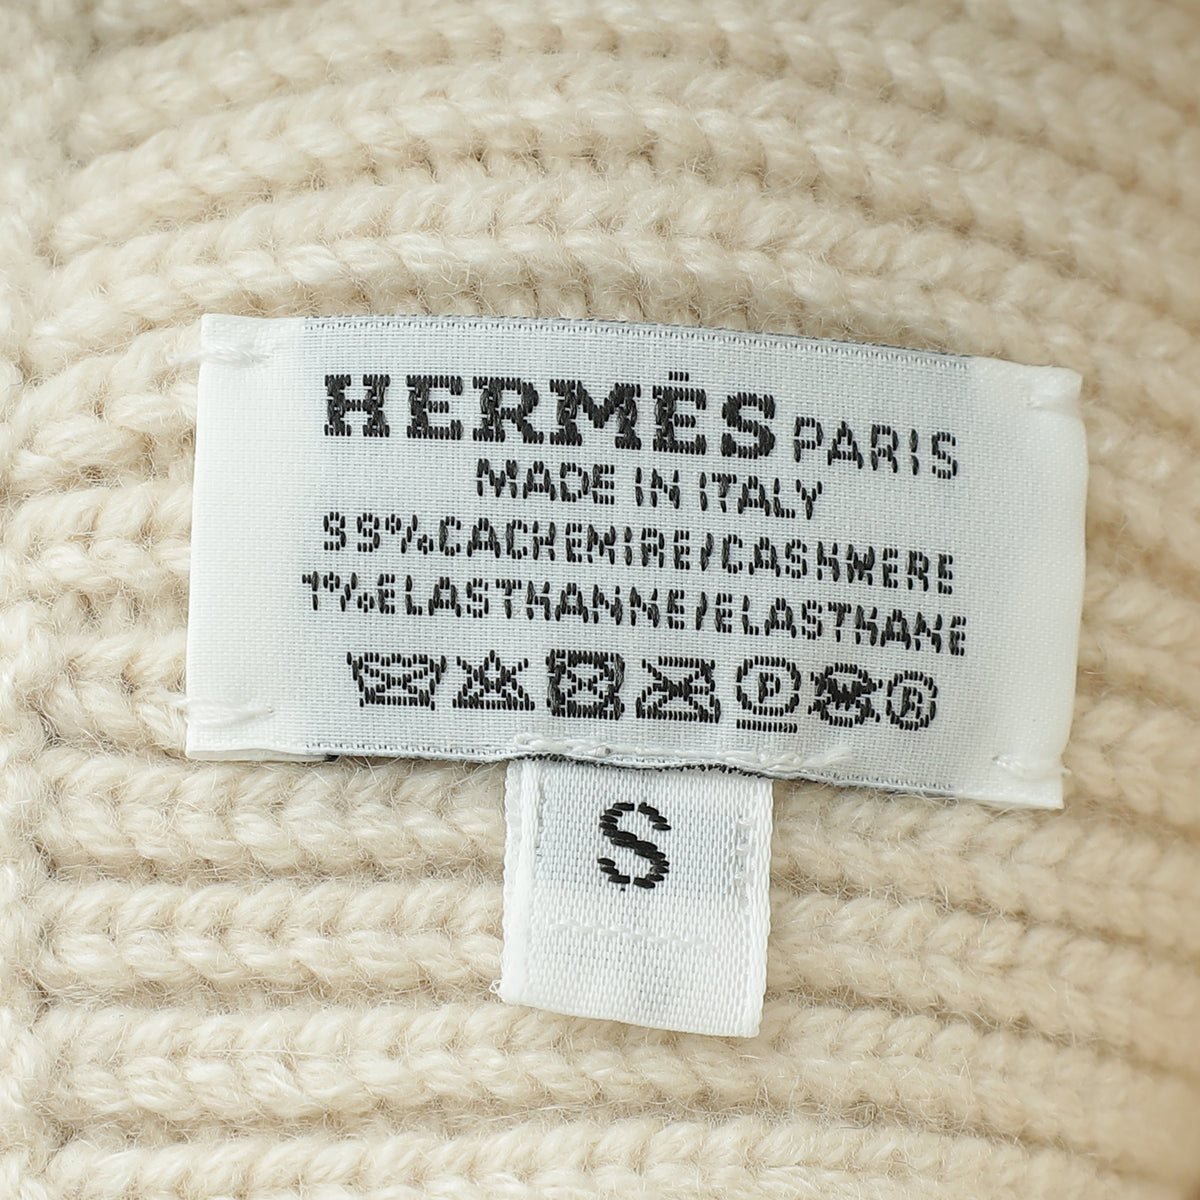 HERMÈS PARIS
MADE IN ITALY
99%CACHEMIRE/CASHMERE
1%ELASTHANNE/ELASTHANE
P R
S